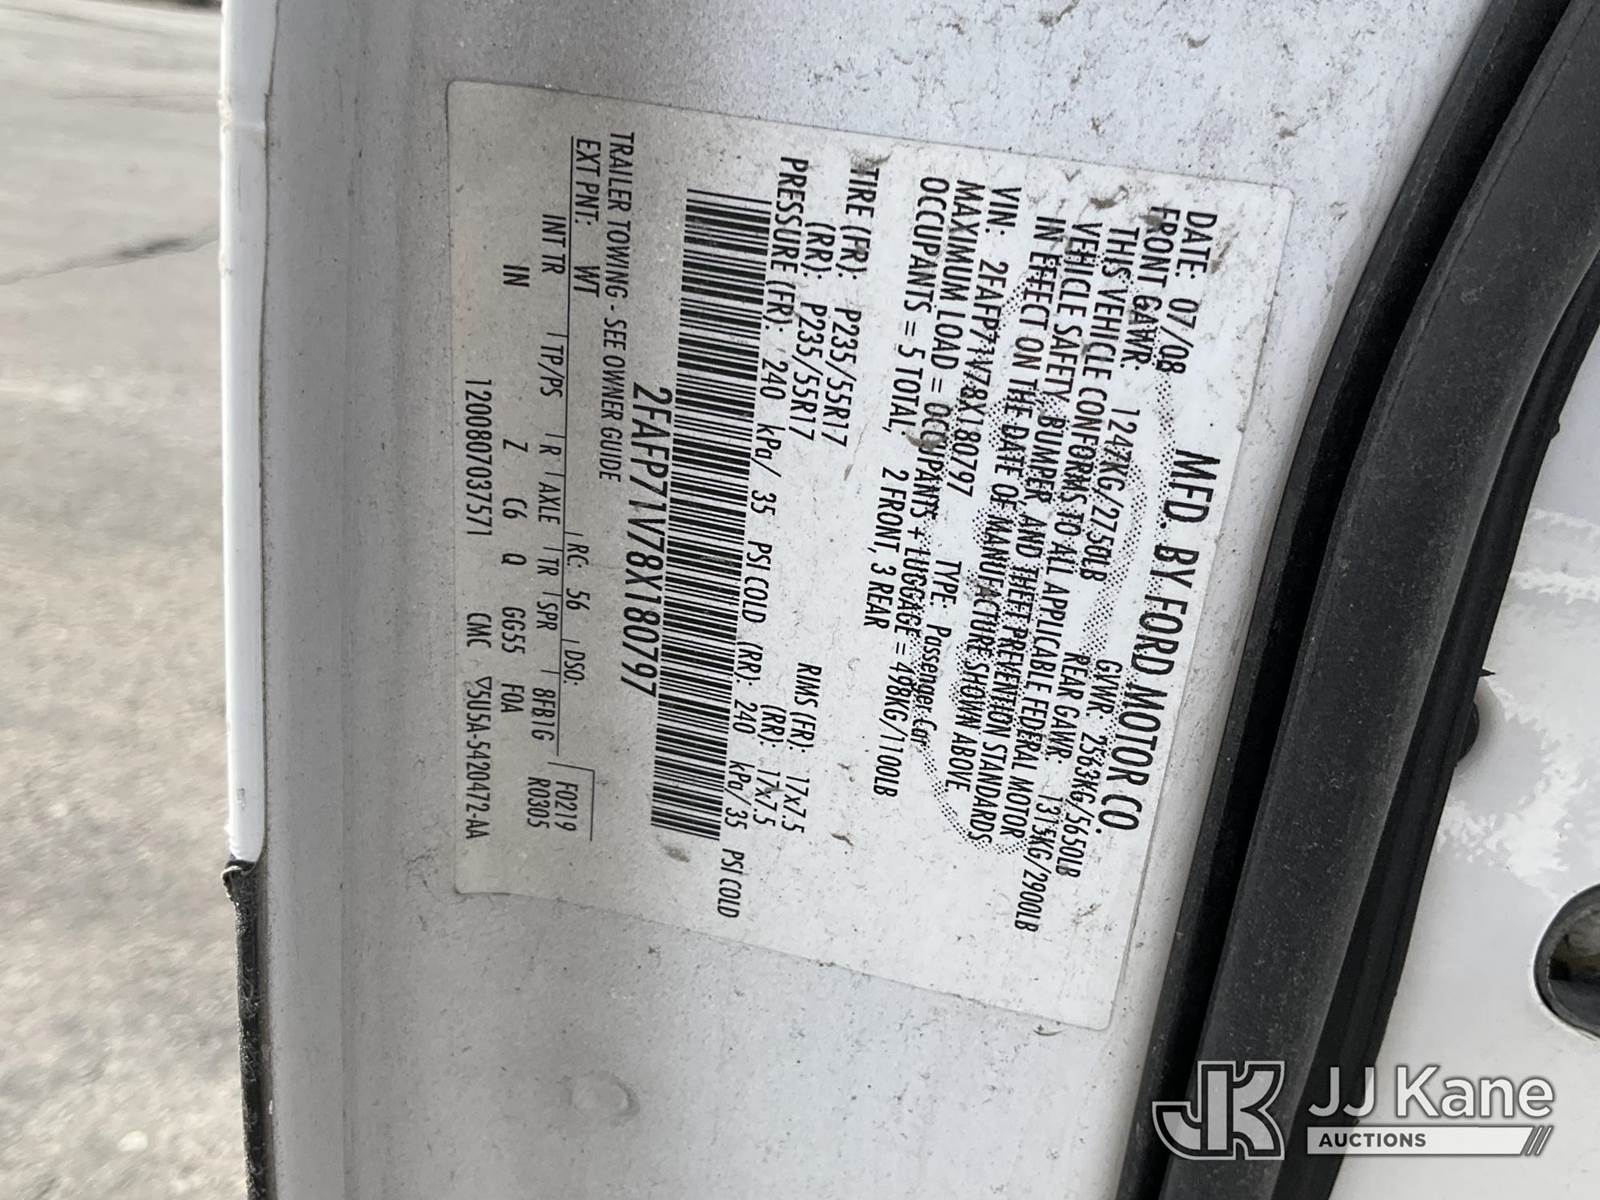 MFD. BY FORD MOTOR CO.
DATE: 07/08 GVWR: 2563KG/5650LB
FRONT GAWR: 1247KG/2750LB REAR GAWR: 1315KG/2900LB
THIS VEHICLE CONFORMS TO ALL APPLICABLE FEDERAL MOTOR
VEHICLE SAFETY, BUMPER, AND THEFT PREVENTION STANDARDS
IN EFFECT ON THE DATE OF MANUFACTURE SHOWN ABOVE.
VIN: 2FAFP71V78X180797 TYPE: Passenger Car
MAXIMUM LOAD = OCCUPANTS + LUGGAGE = 498KG/1100LB
OCCUPANTS = 5 TOTAL, 2 FRONT, 3 REAR
TIRE (FR): P235/55R17 RIMS (FR): 17x7.5
(RR): P235/55R17 (RR): 17x7.5
PRESSURE (FR): 240 kPa/ 35 PSI COLD (RR): 240 kPa/ 35 PSI COLD
2FAFP71V78X180797
TRAILER TOWING - SEE OWNER GUIDE
EXT PNT: WT RC: 56 DSO: F0219
INT TR TP/PS R AXLE TR SPR 8F81G R0305
IN Z C6 Q GG55 F0A
120080703757​1 CMC 5U5A-5420472-AA
JK JJ Kane
AUCTIONS